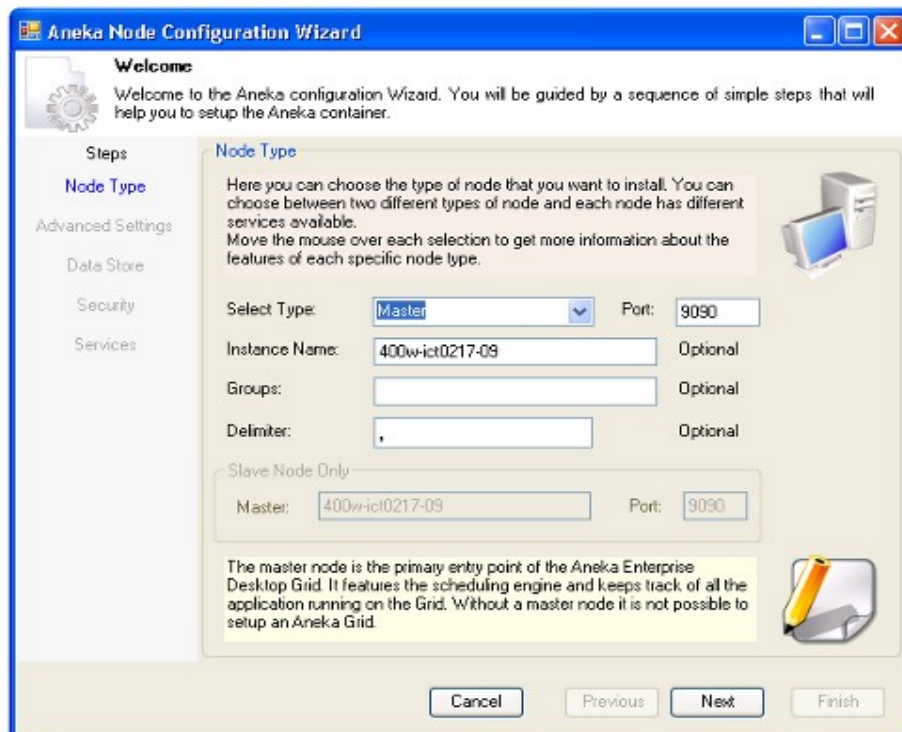 Aneka Node Configuration Wizard
Welcome
Welcome to the Aneka configuration Wizard. You will be guided by a sequence of simple steps that will
help you to setup the Aneka container.
Steps
Node Type
Advanced Settings
Data Store
Security
Services
Node Type
Here you can choose the type of node that you want to install. You can
choose between two different types of node and each node has different
services available.
Move the mouse over each selection to get more information about the
features of each specific node type.
Select Type: Master Port: 9090
Instance Name: 400w-ict0217-09 Optional
Groups: Optional
Delimiter: , Optional
Slave Node Only
Master: 400w-ict0217-09 Port: 9090
The master node is the primary entry point of the Aneka Enterprise
Desktop Grid. It features the scheduling engine and keeps track of all the
application running on the Grid. Without a master node it is not possible to
setup an Aneka Grid.
Cancel Previous Next Finish